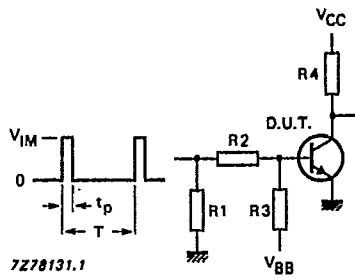 VCC
R4
D.U.T.
VIM
R2
0
tp
R1
R3
T
VBB
7Z78131.1